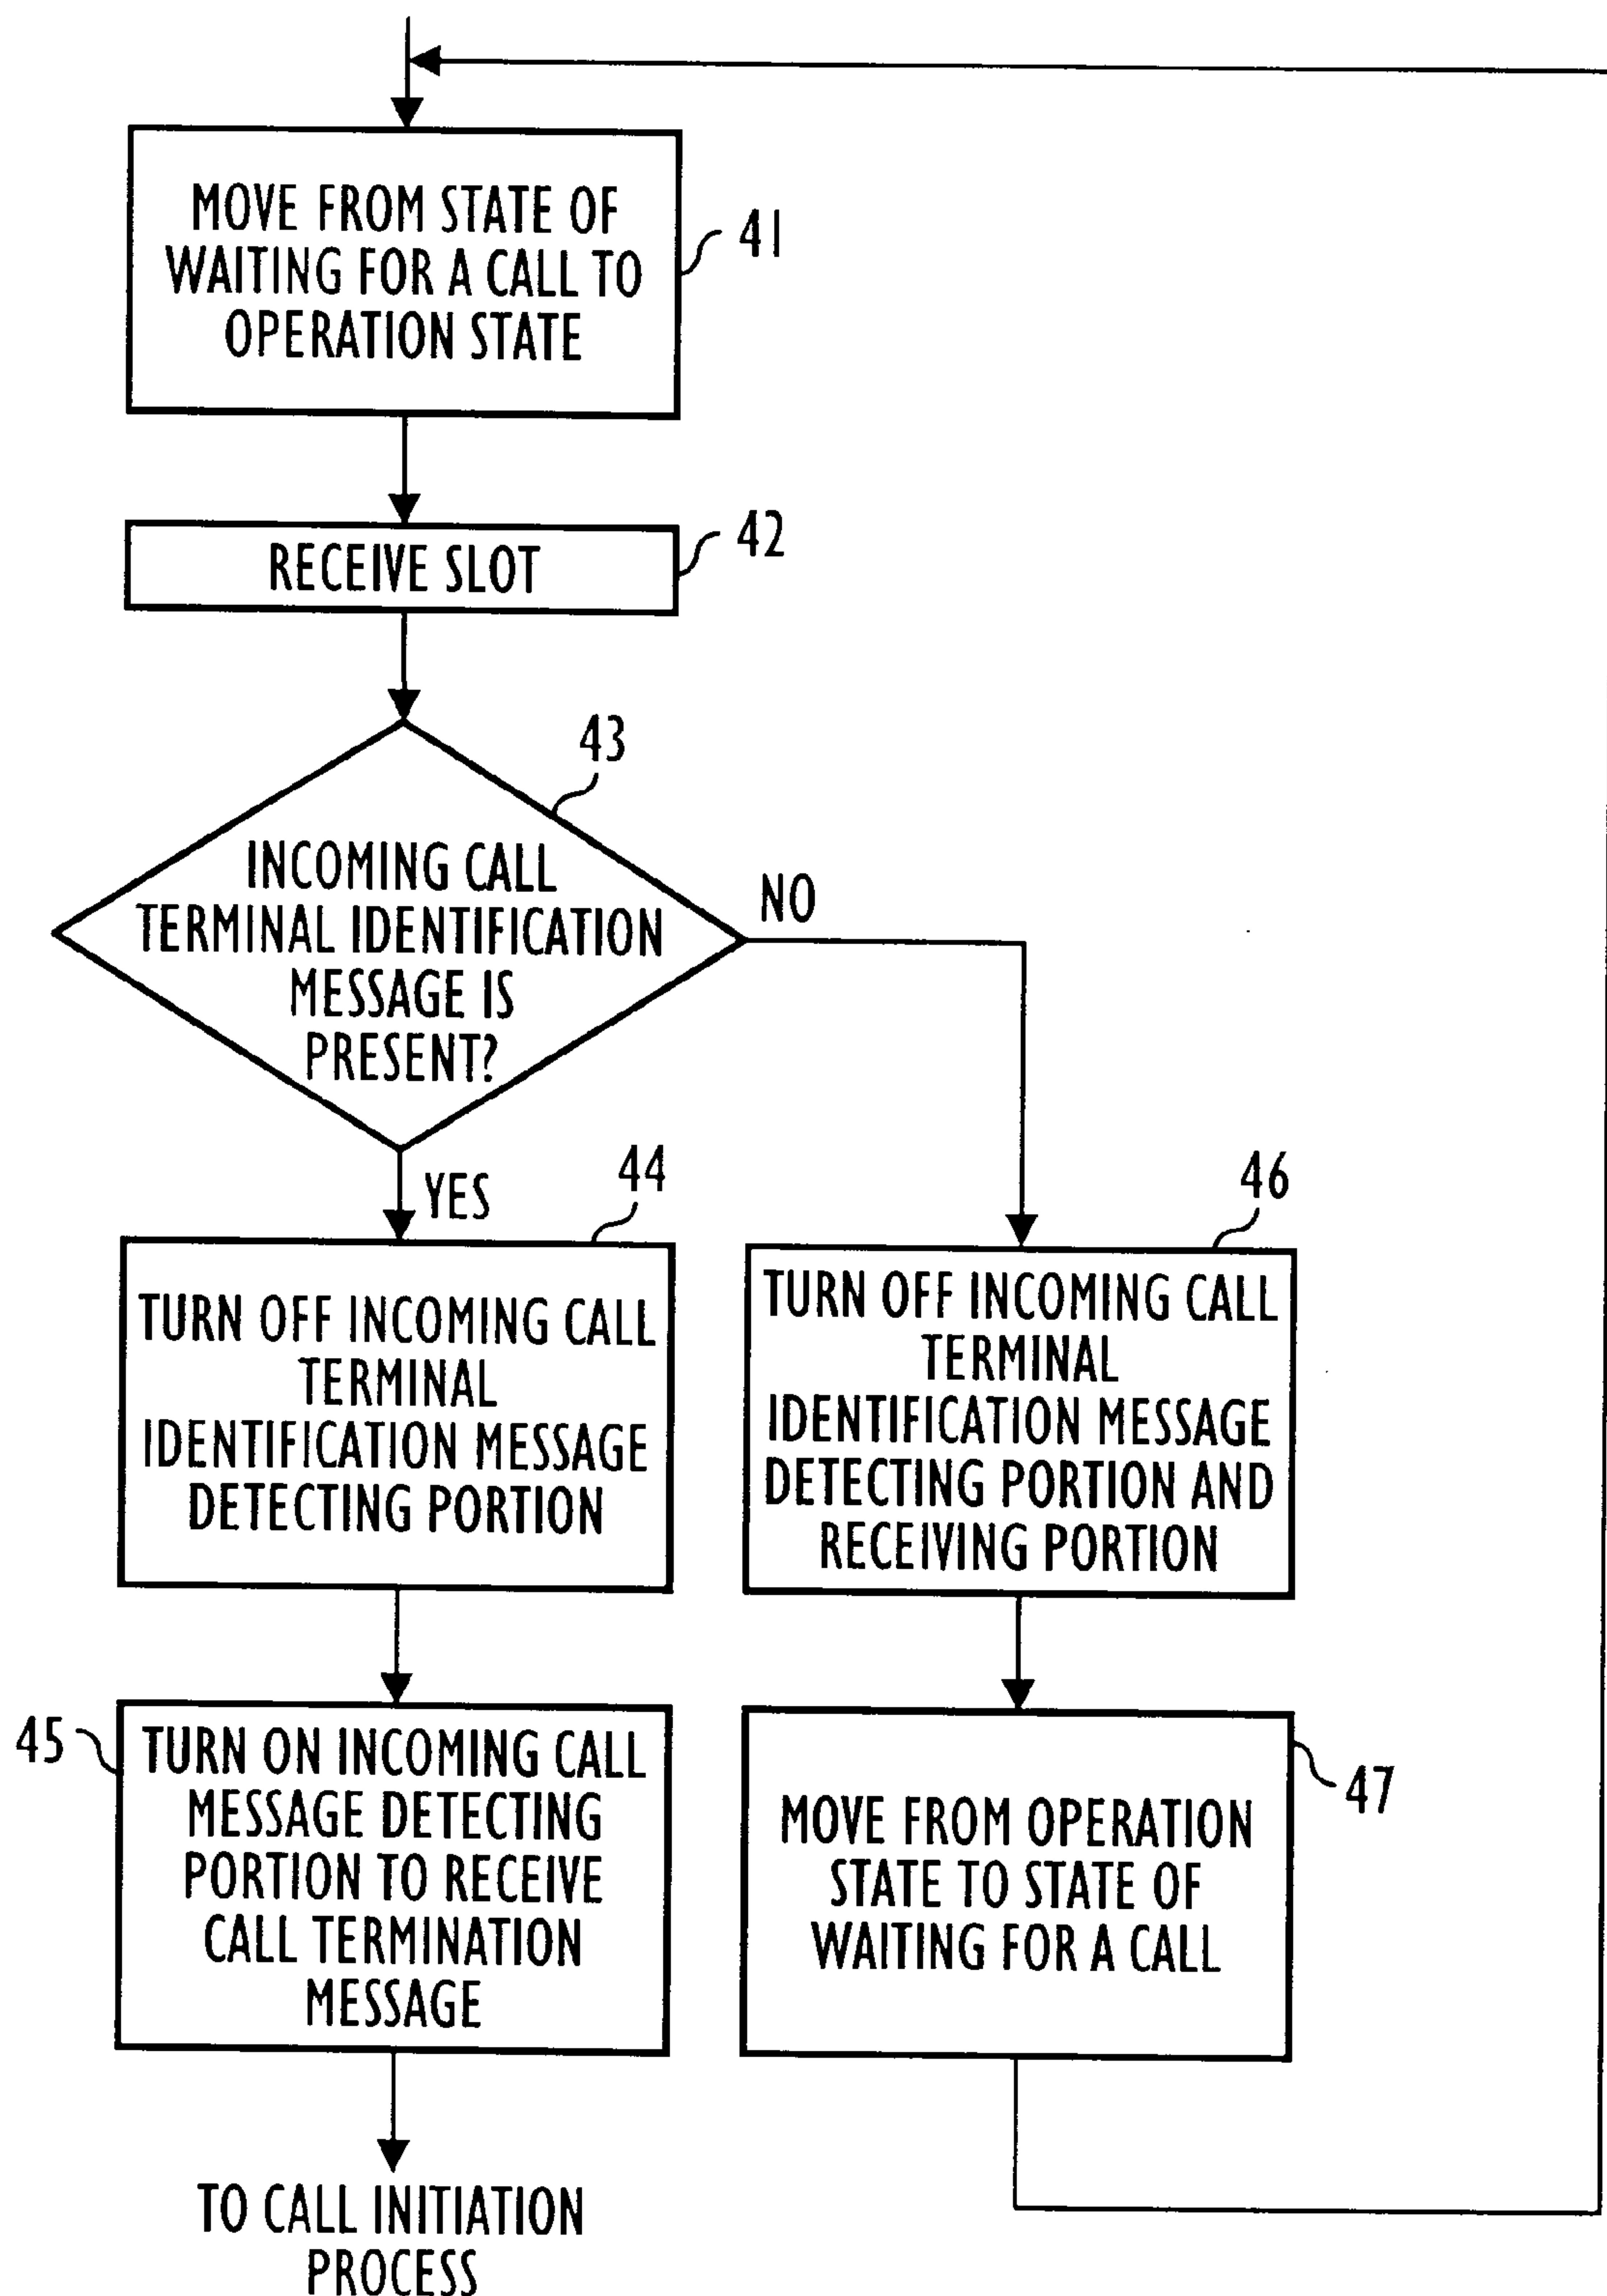 MOVE FROM STATE OF
WAITING FOR A CALL TO
OPERATION STATE
41
RECEIVE SLOT
42
43
INCOMING CALL
TERMINAL IDENTIFICATION
MESSAGE IS
PRESENT?
NO
YES
44
TURN OFF INCOMING CALL
TERMINAL
IDENTIFICATION MESSAGE
DETECTING PORTION
46
TURN OFF INCOMING CALL
TERMINAL
IDENTIFICATION MESSAGE
DETECTING PORTION AND
RECEIVING PORTION
45
TURN ON INCOMING CALL
MESSAGE DETECTING
PORTION TO RECEIVE
CALL TERMINATION
MESSAGE
47
MOVE FROM OPERATION
STATE TO STATE OF
WAITING FOR A CALL
TO CALL INITIATION
PROCESS